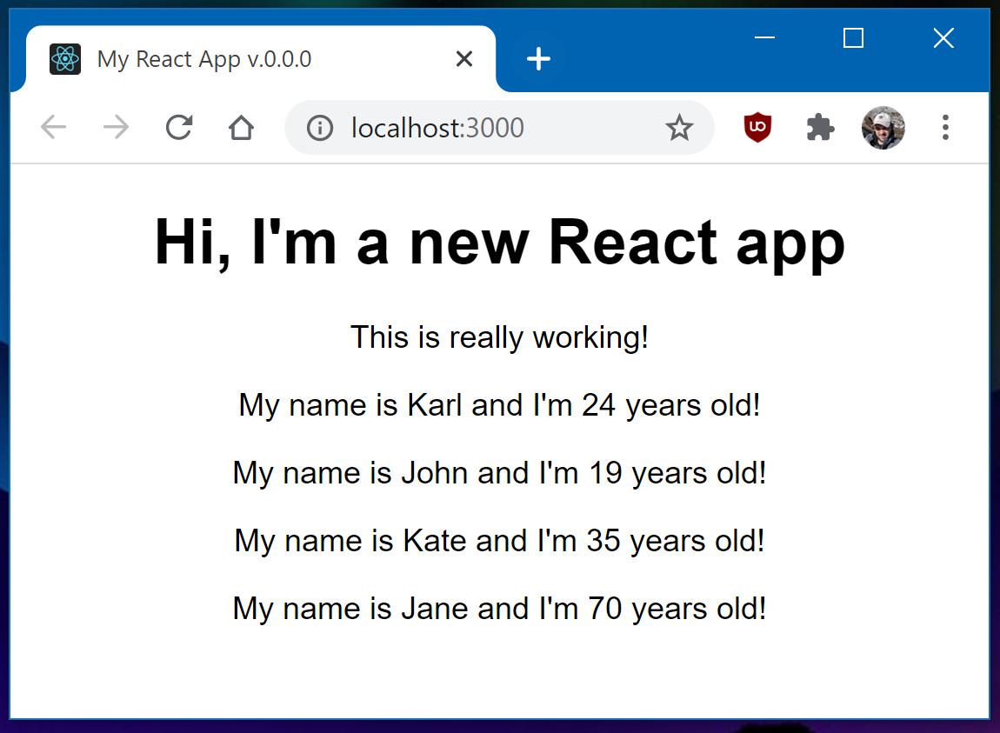 My React App v.0.0.0
localhost:3000
Hi, I'm a new React app
This is really working!
My name is Karl and I'm 24 years old!
My name is John and I'm 19 years old!
My name is Kate and I'm 35 years old!
My name is Jane and I'm 70 years old!